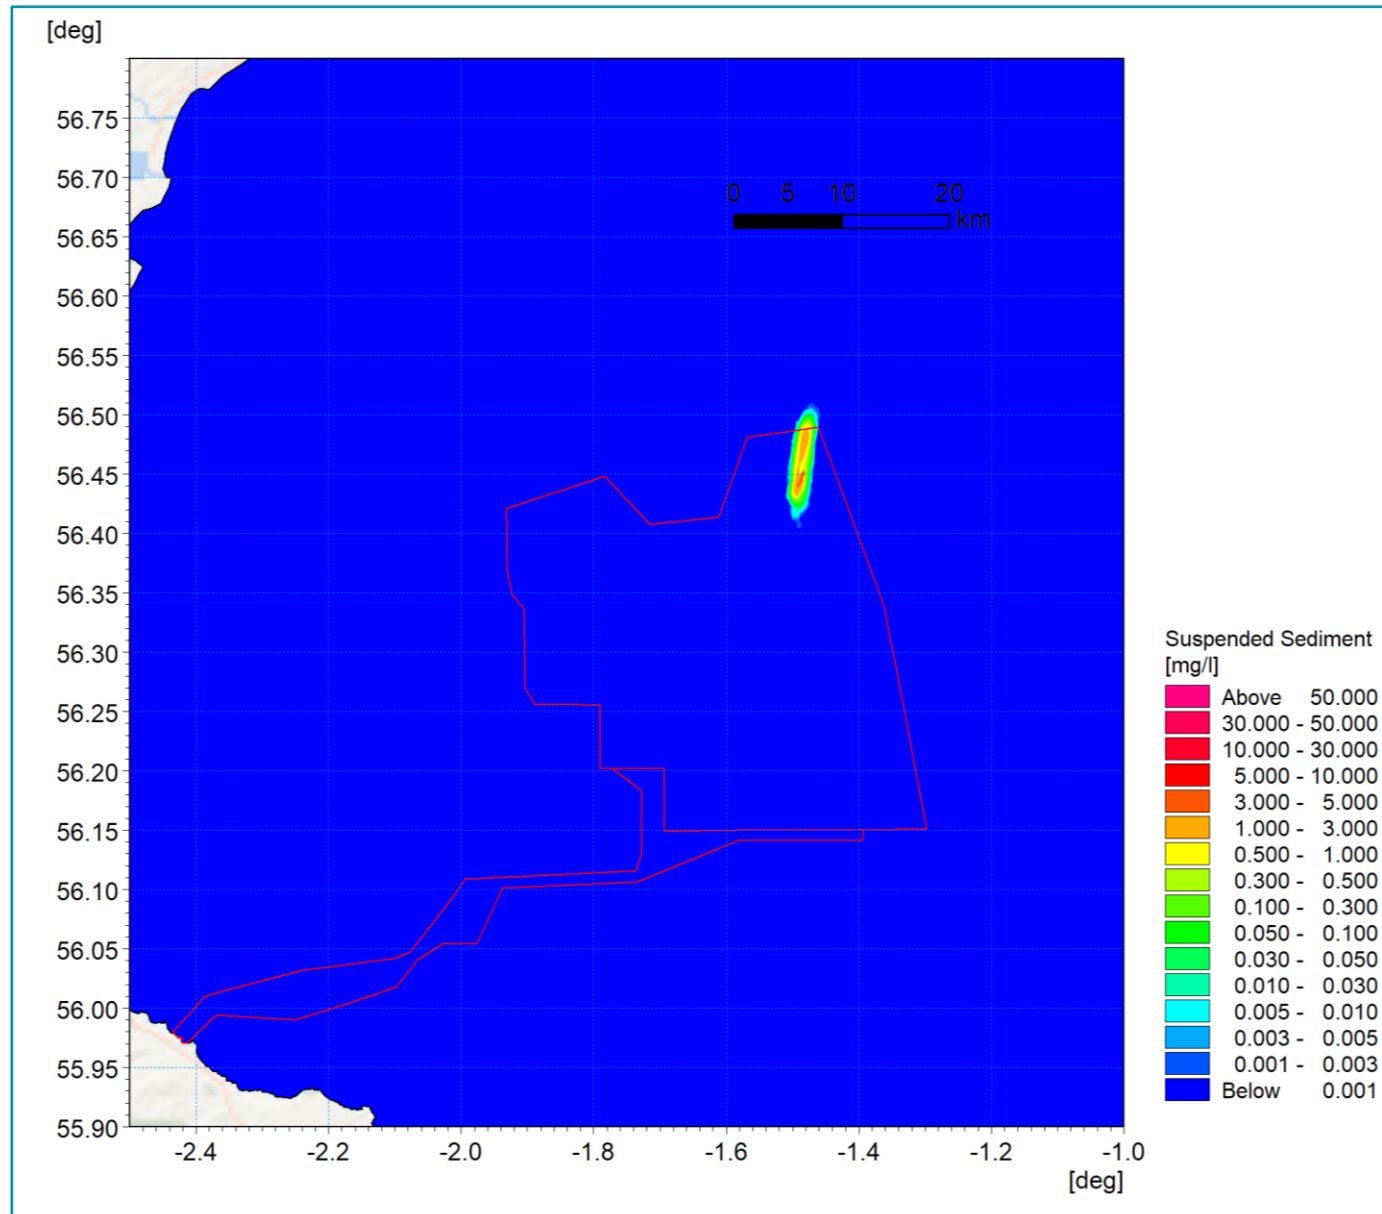 [deg]
56.75
56.70
56.65
56.60
56.55
56.50
56.45
56.40
56.35
56.30
56.25
56.20
56.15
56.10
56.05
56.00
55.95
55.90
0 5 10 20
km
-2.4 -2.2 -2.0 -1.8 -1.6 -1.4 -1.2 -1.0
[deg]
Suspended Sediment
[mg/l]
Above 50.000
30.000 - 50.000
10.000 - 30.000
5.000 - 10.000
3.000 - 5.000
1.000 - 3.000
0.500 - 1.000
0.300 - 0.500
0.100 - 0.300
0.050 - 0.100
0.030 - 0.050
0.010 - 0.030
0.005 - 0.010
0.003 - 0.005
0.001 - 0.003
Below 0.001